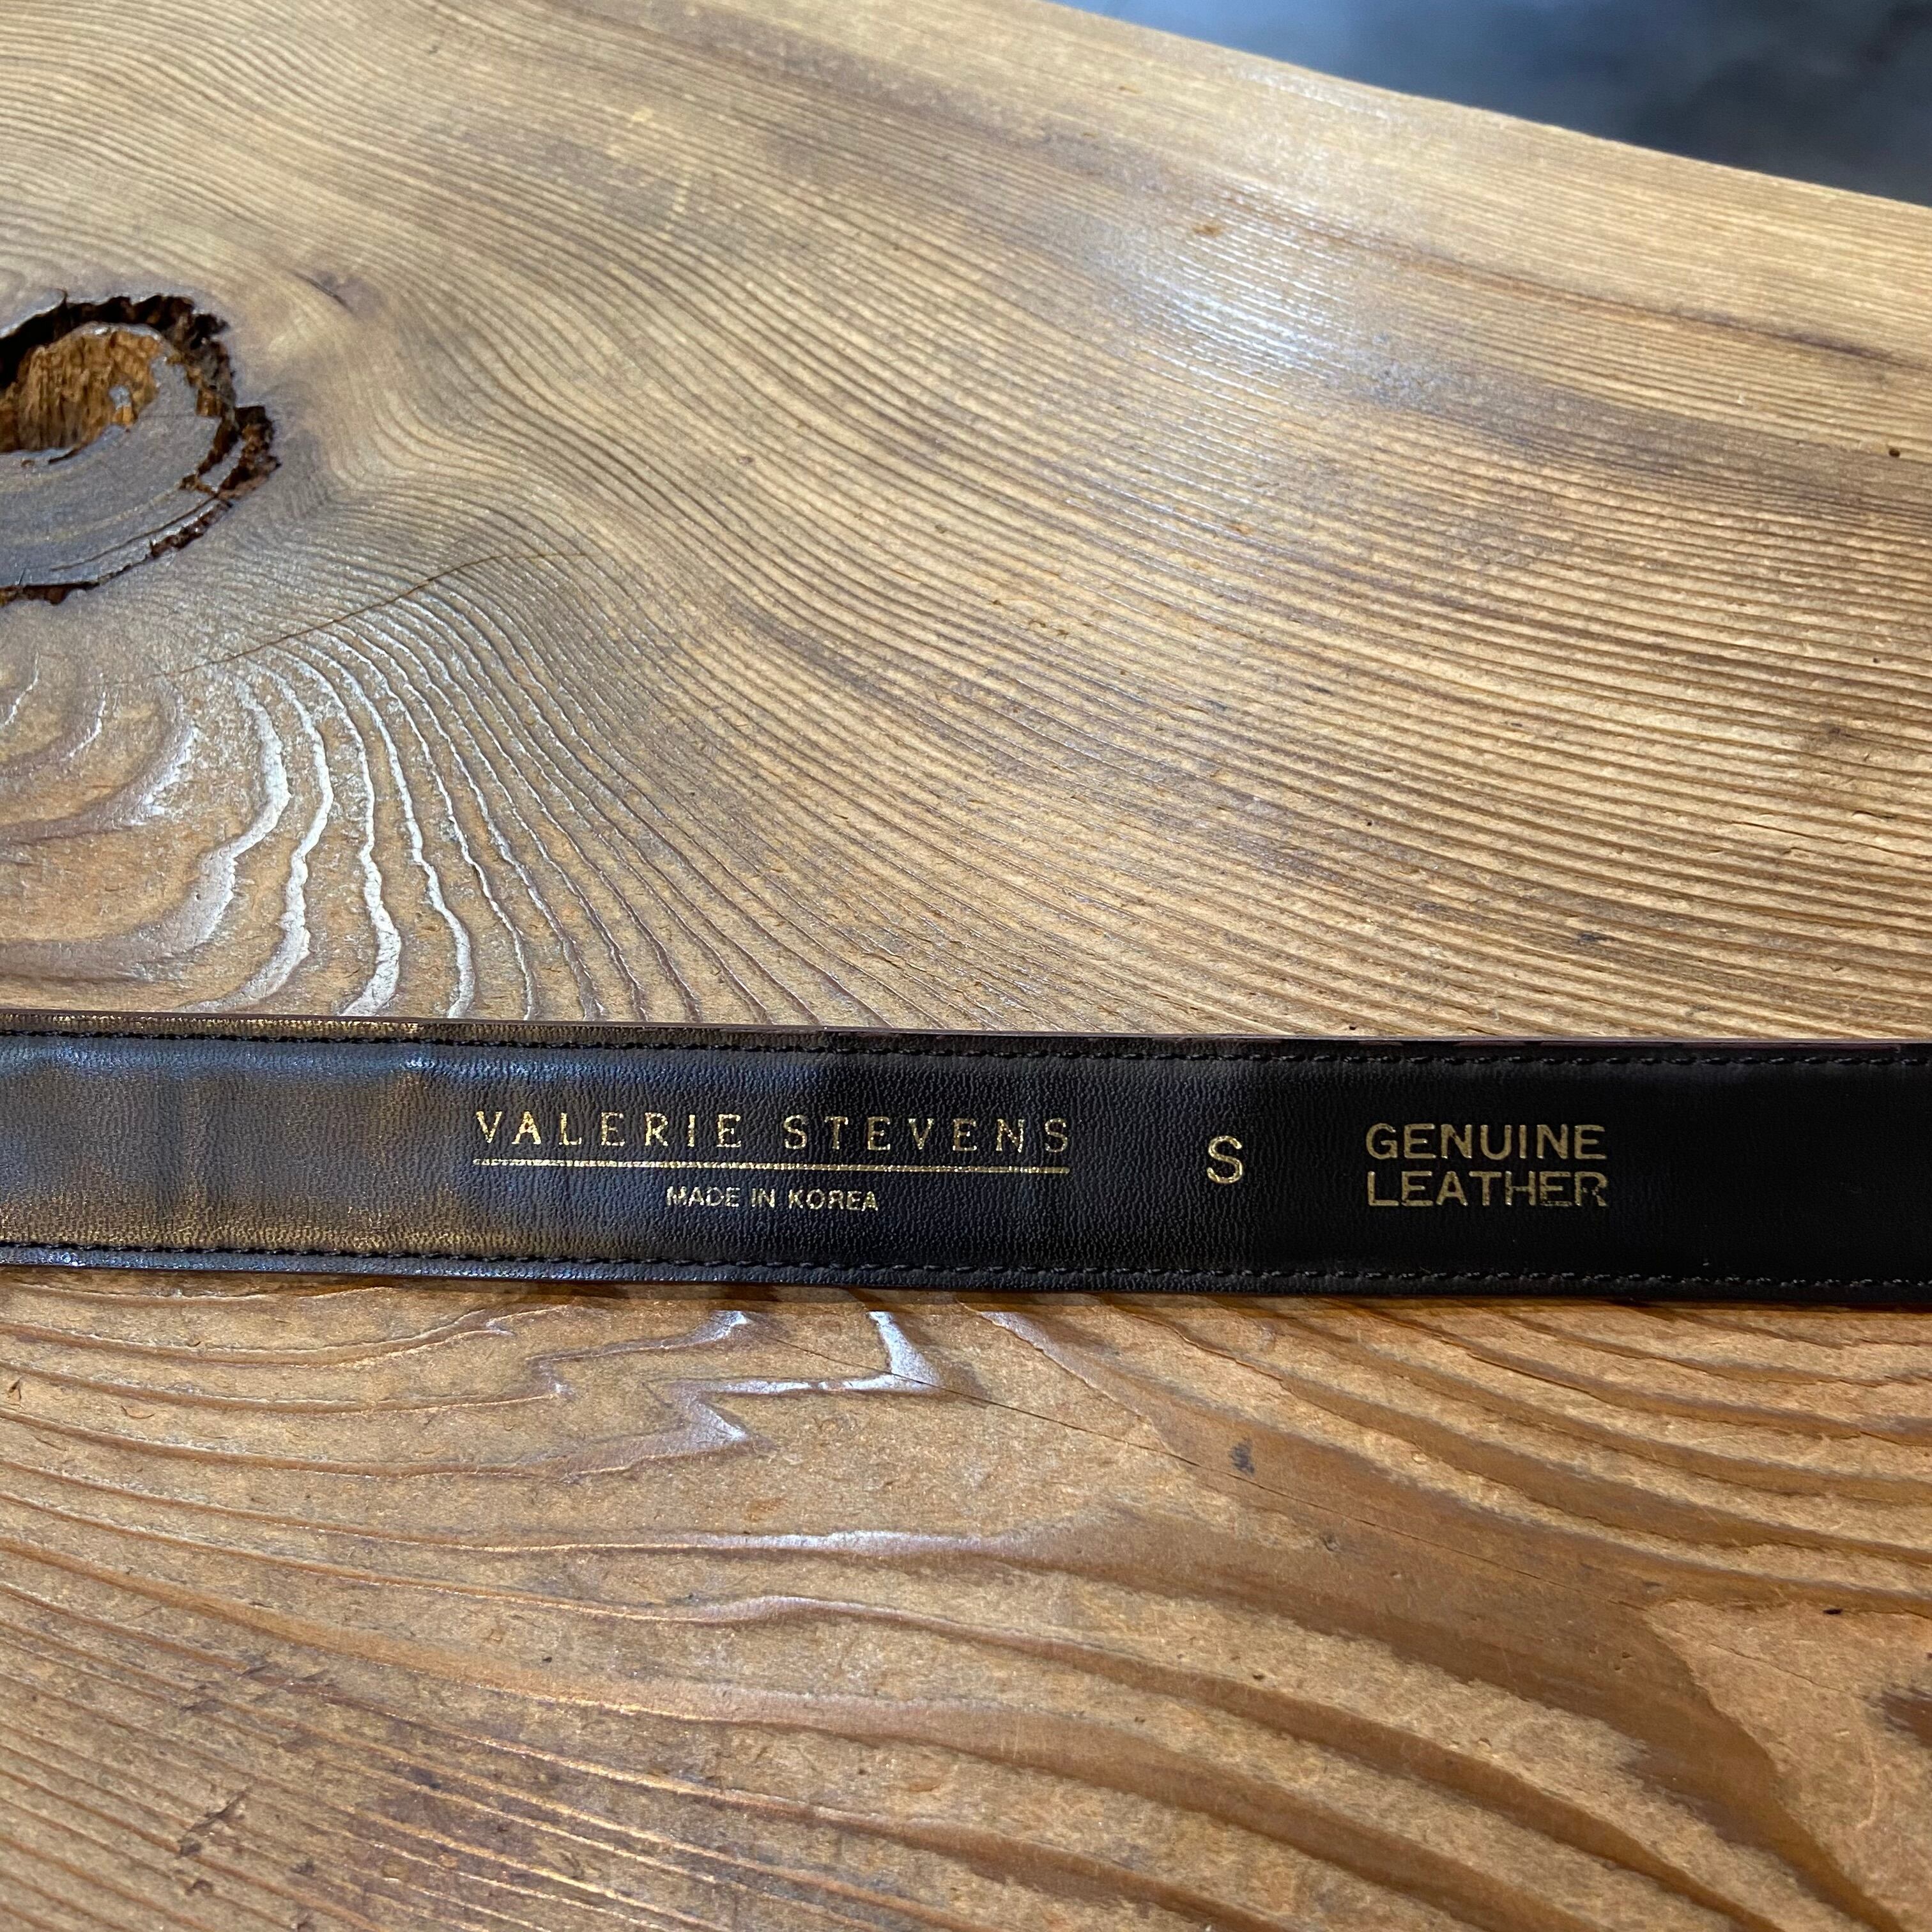 VALERIE STEVENS
MADE IN KOREA
S
GENUINE
LEATHER